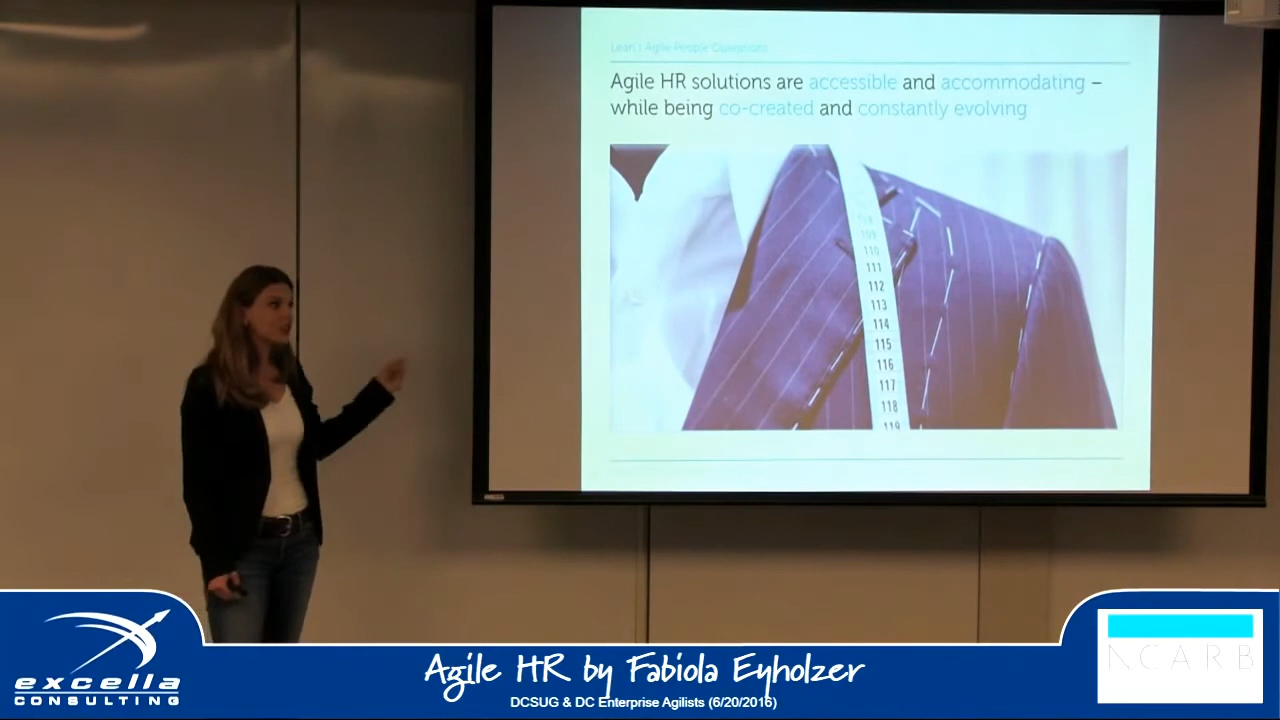 Lean | Agile People Operations
Agile HR solutions are accessible and accommodating –
while being co-created and constantly evolving
109
110
111
112
113
114
115
116
117
118
119
excella
CONSULTING
Agile HR by Fabiola Eyholzer
DCSUG & DC Enterprise Agilists (6/20/2016)
NCARB